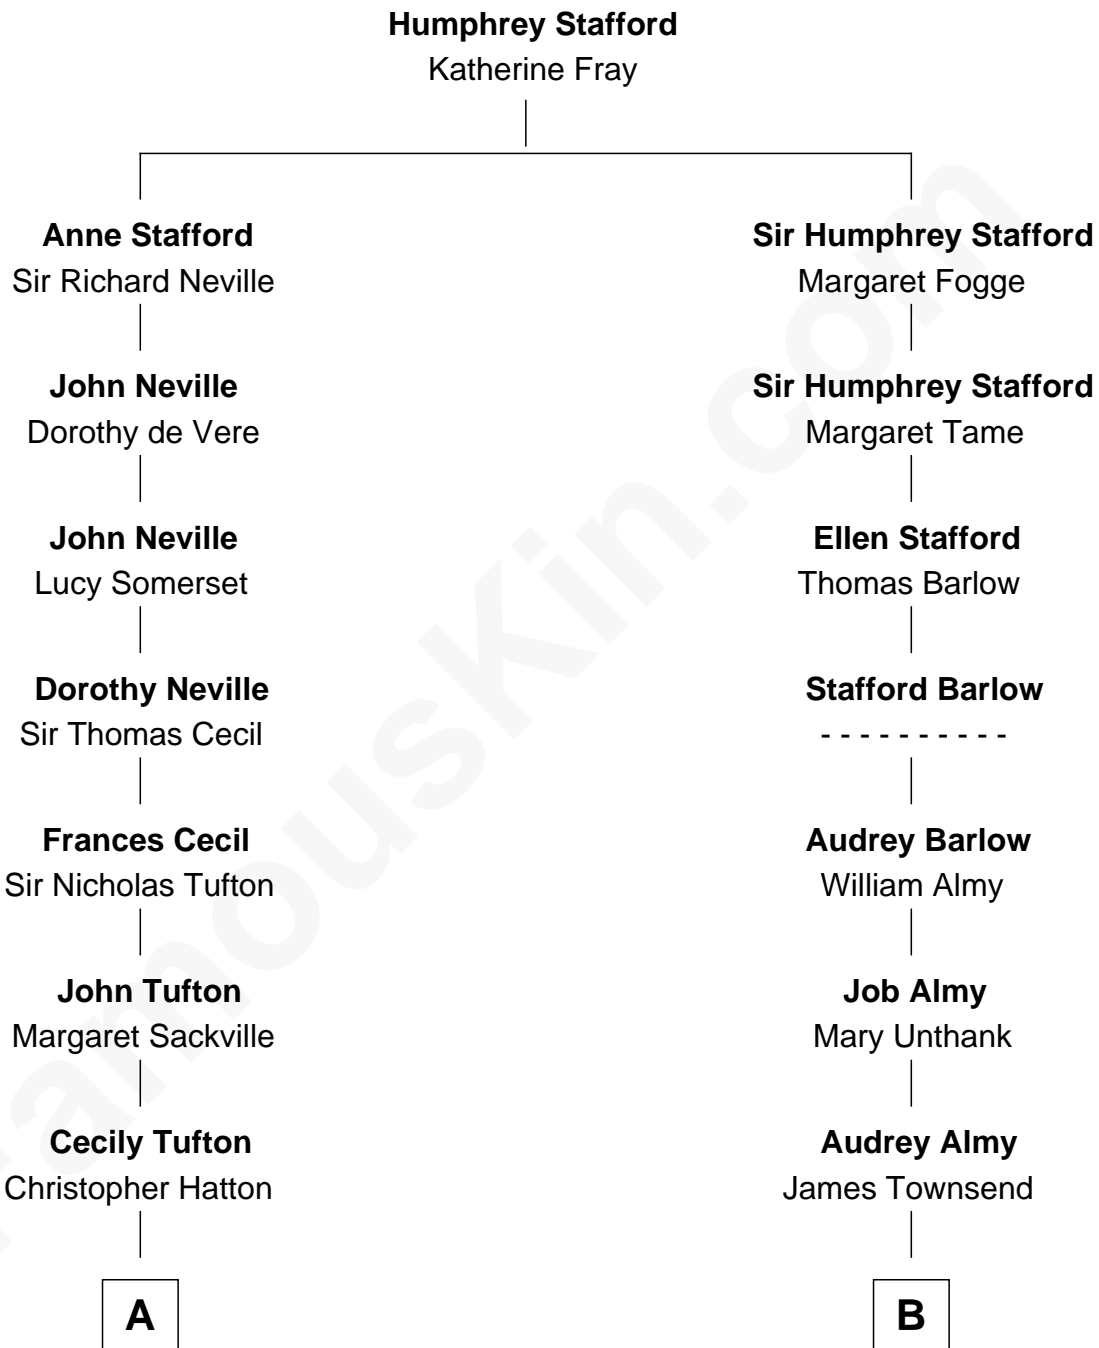 Humphrey Stafford
Katherine Fray
Anne Stafford
Sir Richard Neville
John Neville
Dorothy de Vere
John Neville
Lucy Somerset
Dorothy Neville
Sir Thomas Cecil
Frances Cecil
Sir Nicholas Tufton
John Tufton
Margaret Sackville
Cecily Tufton
Christopher Hatton
A
Sir Humphrey Stafford
Margaret Fogge
Sir Humphrey Stafford
Margaret Tame
Ellen Stafford
Thomas Barlow
Stafford Barlow
- - - - - - - - - -
Audrey Barlow
William Almy
Job Almy
Mary Unthank
Audrey Almy
James Townsend
B
FamousKin.com